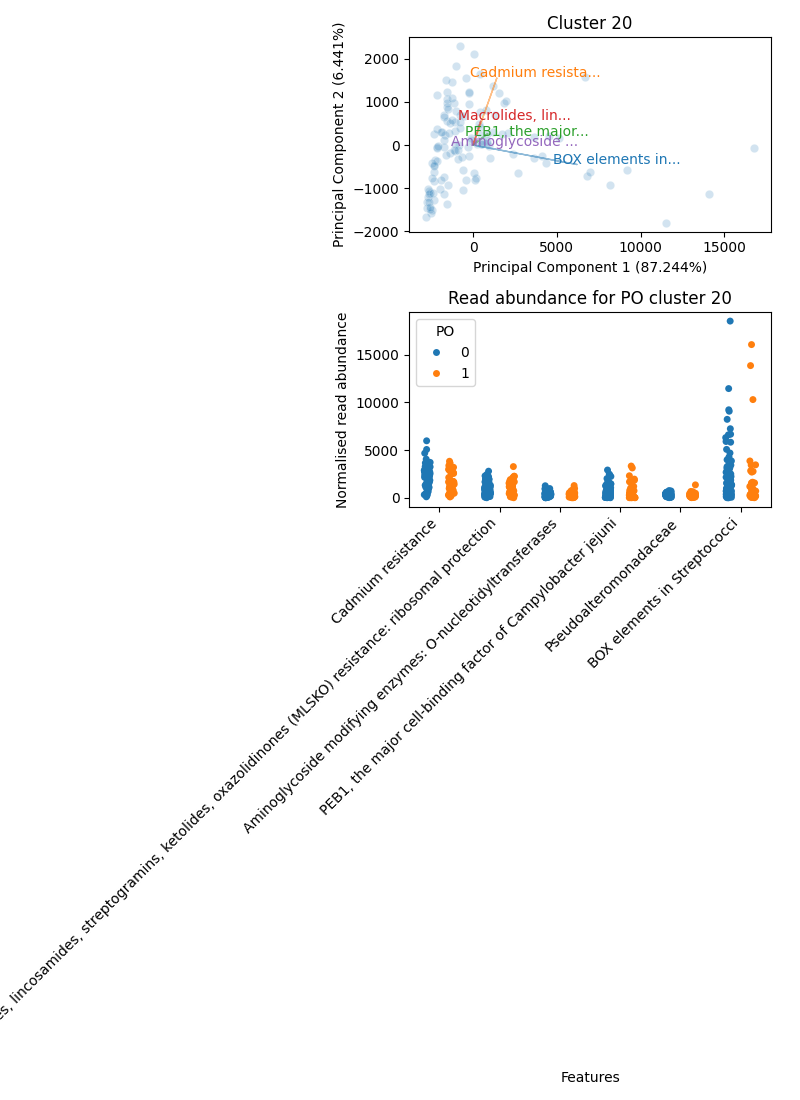 Cluster 20
Principal Component 2 (6.441%)
2000
1000
0
−1000
−2000
Cadmium resista...
Macrolides, lin...
PEB1, the major...
Aminoglycoside ...
BOX elements in...
0
5000
10000
15000
Principal Component 1 (87.244%)
Read abundance for PO cluster 20
Normalised read abundance
15000
10000
5000
0
PO
0
1
Cadmium resistance
lincosamides, streptogramins, ketolides, oxazolidinones (MLSKO) resistance: ribosomal protection
Aminoglycoside modifying enzymes: O-nucleotidyltransferases
PEB1, the major cell-binding factor of Campylobacter jejuni
Pseudoalteromonadaceae
BOX elements in Streptococci
Features